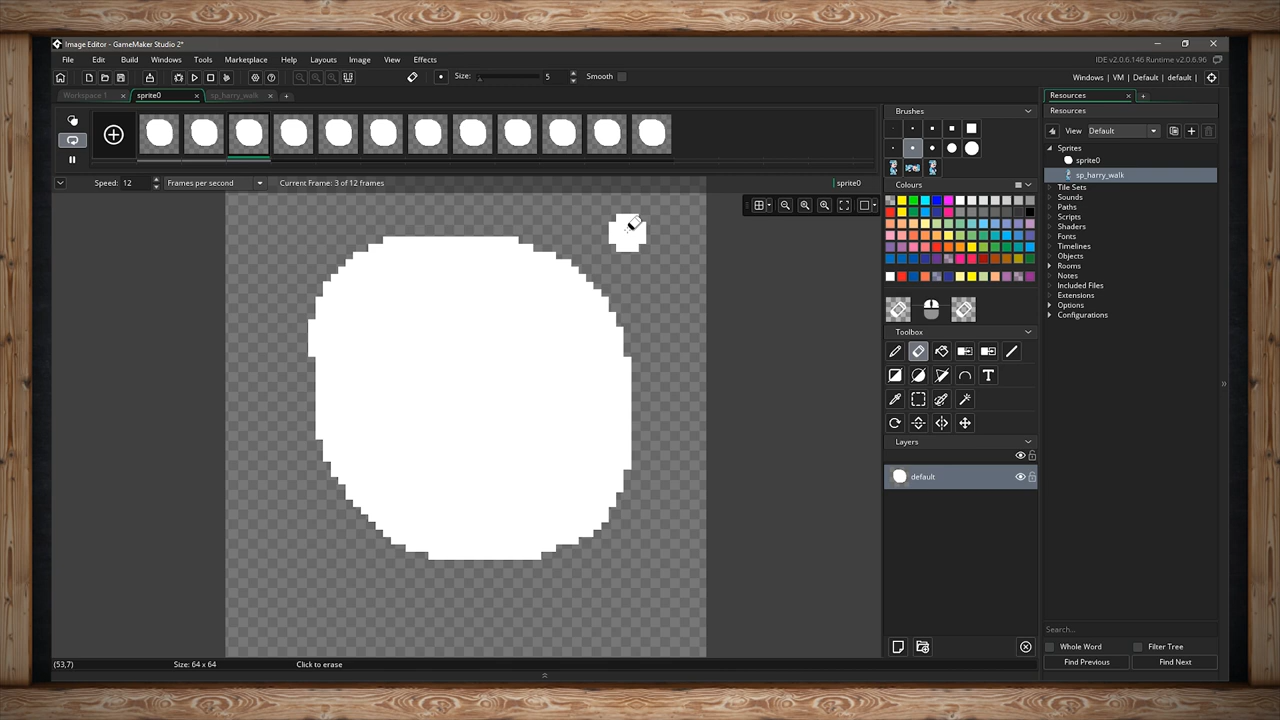 Image Editor - GameMaker Studio 2*
File Edit Build Windows Tools Marketplace Help Layouts Image View Effects
IDE v2.0.6.146 Runtime v2.0.6.96
Size: 5 Smooth
Windows | VM | Default | default |
Workspace 1 sprite0 sp_harry_walk
Resources
Brushes
Resources
View Default
Sprites
sprite0
sp_harry_walk
Tile Sets
Sounds
Paths
Scripts
Shaders
Fonts
Timelines
Objects
Rooms
Notes
Included Files
Extensions
Options
Configurations
Speed: 12 Frames per second Current Frame: 3 of 12 frames sprite0
Colours
Toolbox
T
Layers
default
Search...
Whole Word Filter Tree
Find Previous Find Next
(53,7) Size: 64 x 64 Click to erase